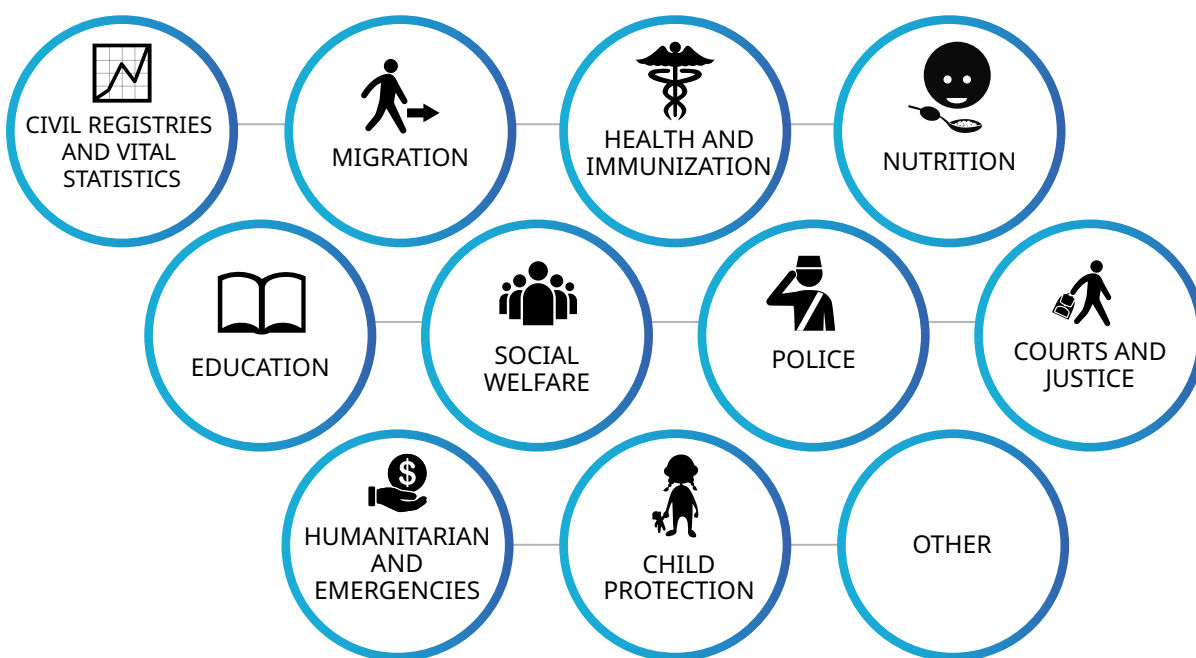 CIVIL REGISTRIES
AND VITAL
STATISTICS
MIGRATION
HEALTH AND
IMMUNIZATION
NUTRITION
EDUCATION
SOCIAL
WELFARE
POLICE
COURTS AND
JUSTICE
$
HUMANITARIAN
AND
EMERGENCIES
CHILD
PROTECTION
OTHER